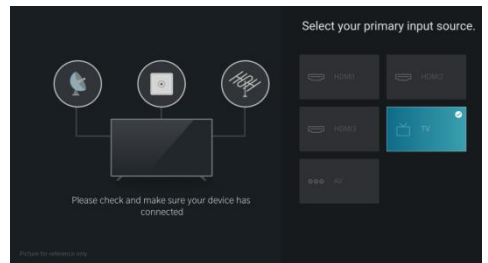 Select your primary input source.
HDMI1
HDMI2
HDMI3
TV
AV
Please check and make sure your device has
connected
Picture for reference only